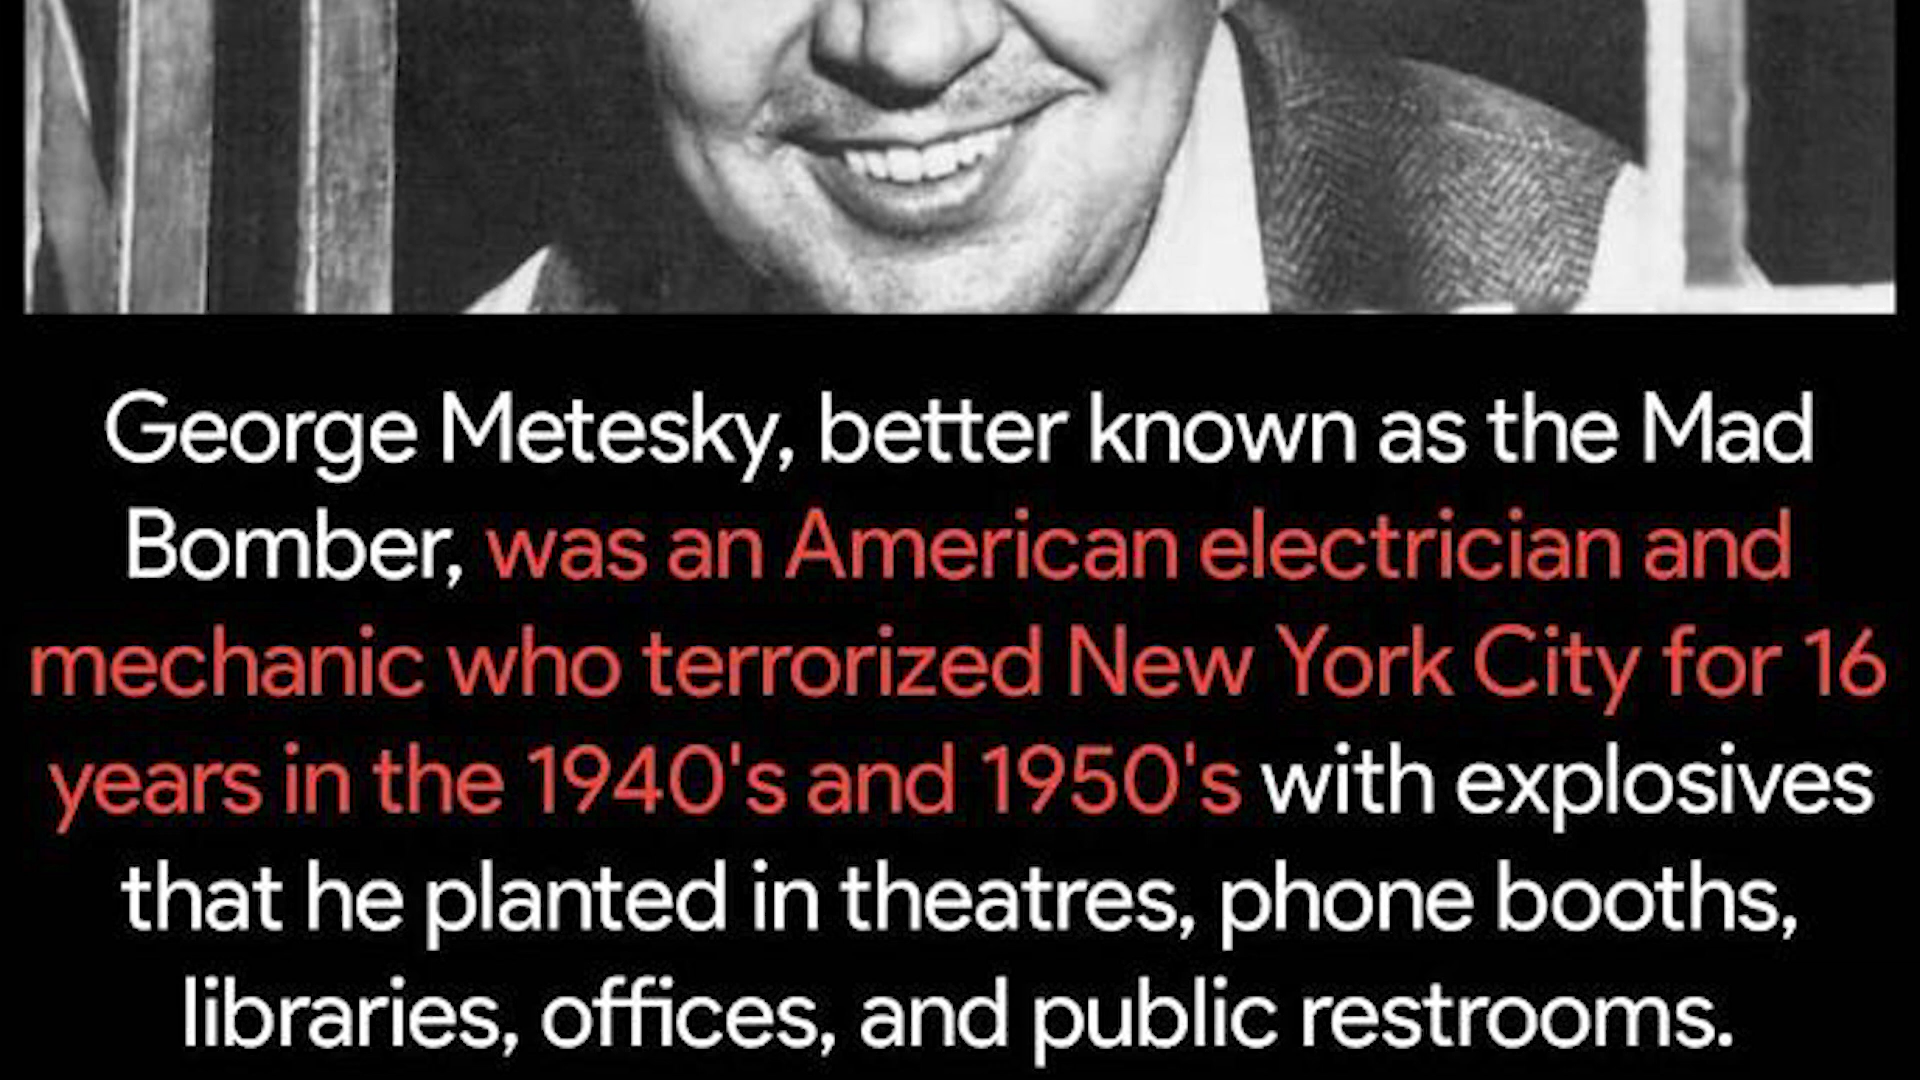 George Metesky, better known as the Mad
Bomber, was an American electrician and
mechanic who terrorized New York City for 16
years in the 1940's and 1950's with explosives
that he planted in theatres, phone booths,
libraries, offices, and public restrooms.